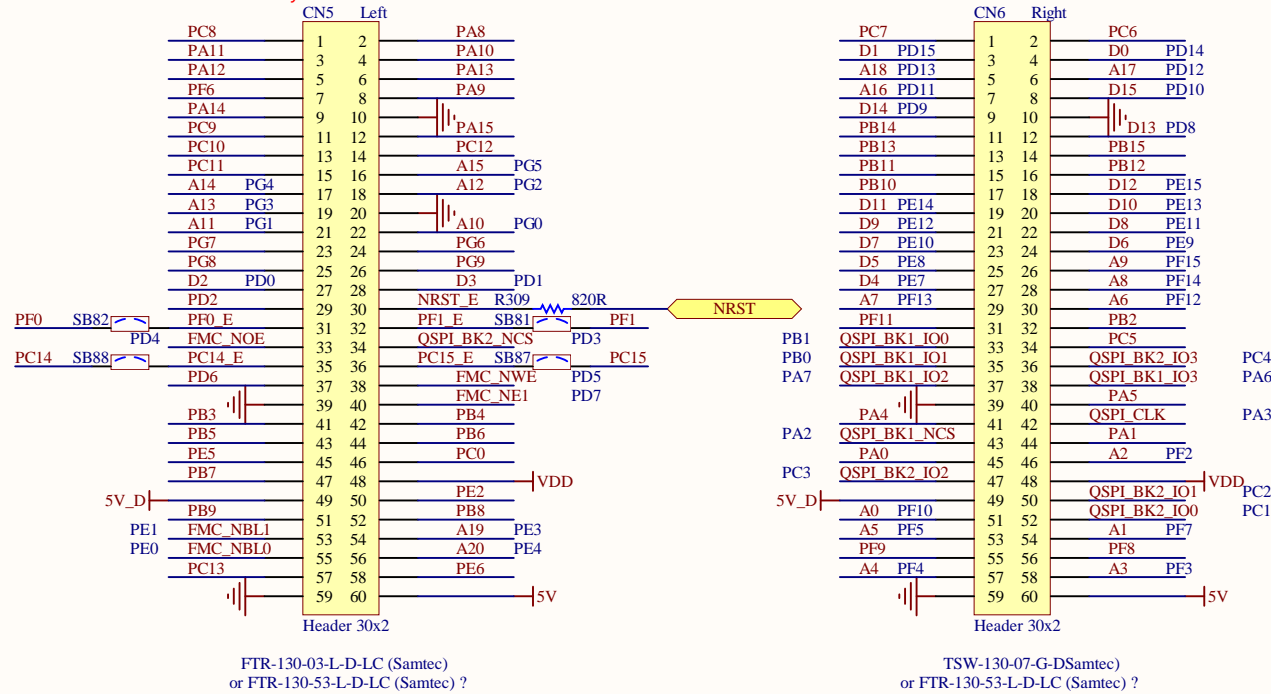 CN5 Left CN6 Right
PC8 1 2 PA8 PC7 1 2 PC6
PA11 3 4 PA10 D1 PD15 3 4 D0 PD14
PA12 5 6 PA13 A18 PD13 5 6 A17 PD12
PF6 7 8 PA9 A16 PD11 7 8 D15 PD10
PA14 9 10 D14 PD9 9 10
PC9 11 12 PA15 PB14 11 12 D13 PD8
PC10 13 14 PC12 PB13 13 14 PB15
PC11 15 16 A15 PG5 PB11 15 16 PB12
A14 PG4 17 18 A12 PG2 PB10 17 18 D12 PE15
A13 PG3 19 20 D11 PE14 19 20 D10 PE13
A11 PG1 21 22 A10 PG0 D9 PE12 21 22 D8 PE11
PG7 23 24 PG6 D7 PE10 23 24 D6 PE9
PG8 25 26 PG9 D5 PE8 25 26 A9 PF15
D2 PD0 27 28 D3 PD1 D4 PE7 27 28 A8 PF14
PD2 29 30 NRST_E R309 820R NRST A7 PF13 29 30 A6 PF12
PF0 SB82 PF0_E 31 32 PF1_E SB81 PF1 PF11 31 32 PB2
PD4 FMC_NOE 33 34 QSPI_BK2_NCS PD3 PB1 QSPI_BK1_IO0 33 34 PC5
PC14 SB88 PC14_E 35 36 PC15_E SB87 PC15 PB0 QSPI_BK1_IO1 35 36 QSPI_BK2_IO3 PC4
PD6 37 38 FMC_NWE PD5 PA7 QSPI_BK1_IO2 37 38 QSPI_BK1_IO3 PA6
39 40 FMC_NE1 PD7 39 40 PA5
PB3 41 42 PB4 PA4 41 42 QSPI_CLK PA3
PB5 43 44 PB6 PA2 QSPI_BK1_NCS 43 44 PA1
PE5 45 46 PC0 PA0 45 46 A2 PF2
PB7 47 48 VDD PC3 QSPI_BK2_IO2 47 48 VDD
5V_D 49 50 PE2 5V_D 49 50 QSPI_BK2_IO1 PC2
PB9 51 52 PB8 A0 PF10 51 52 QSPI_BK2_IO0 PC1
PE1 FMC_NBL1 53 54 A19 PE3 A5 PF5 53 54 A1 PF7
PE0 FMC_NBL0 55 56 A20 PE4 PF9 55 56 PF8
PC13 57 58 PE6 A4 PF4 57 58 A3 PF3
59 60 5V 59 60 5V
Header 30x2 Header 30x2
FTR-130-03-L-D-LC (Samtec) TSW-130-07-G-DSamtec)
or FTR-130-53-L-D-LC (Samtec) ? or FTR-130-53-L-D-LC (Samtec) ?